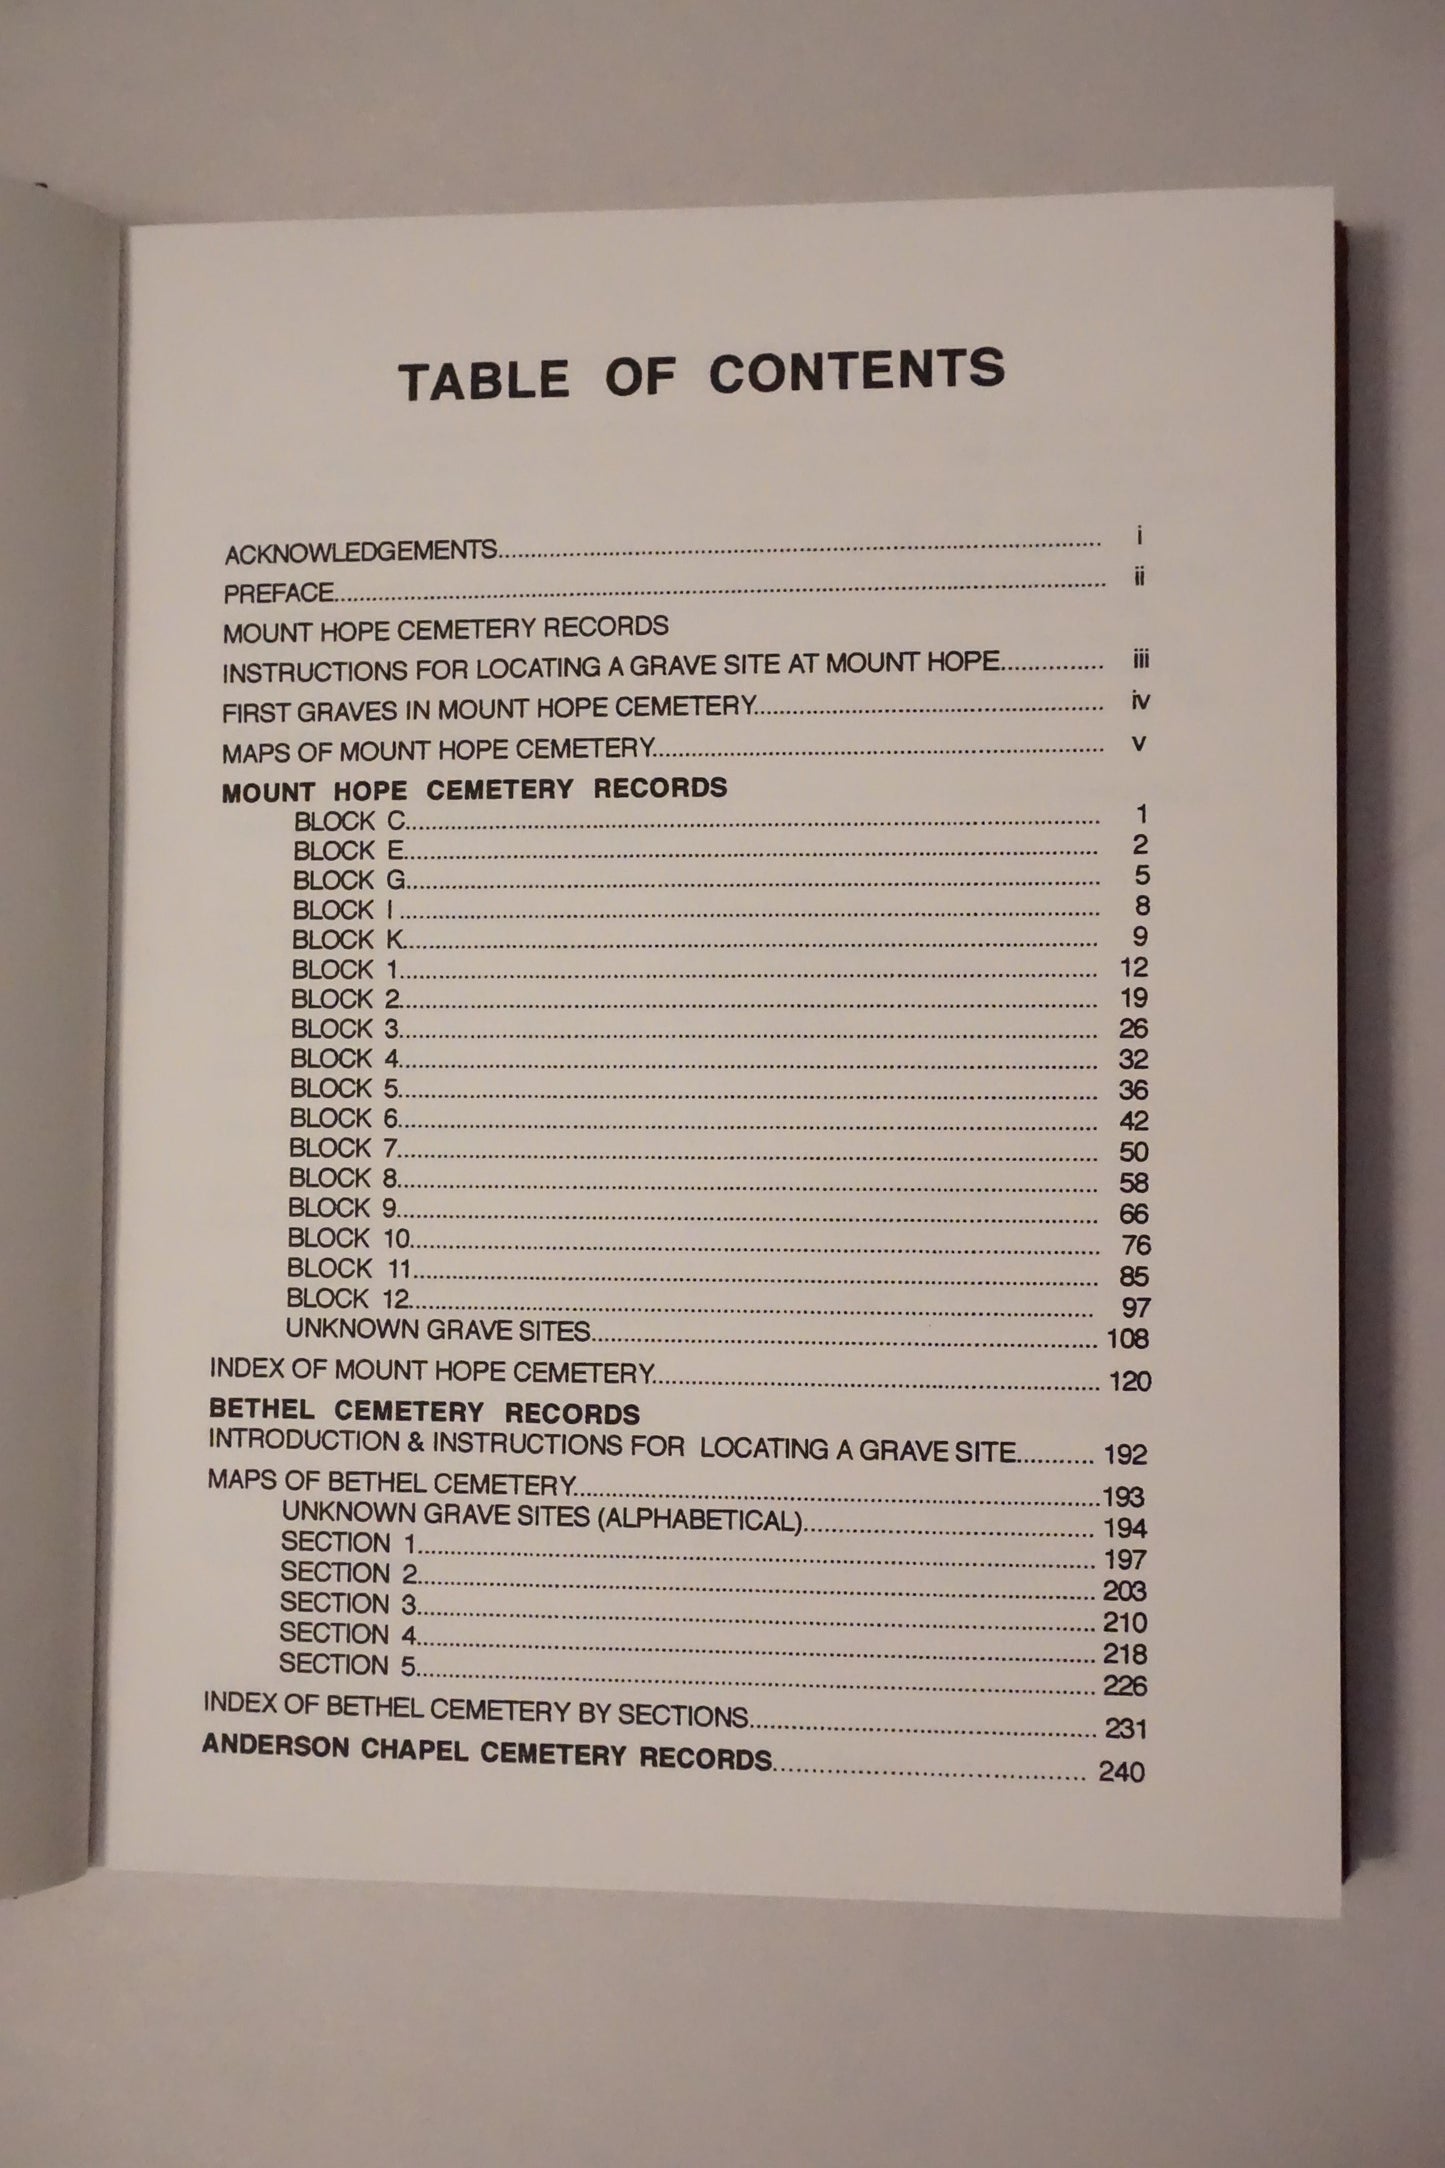 TABLE OF CONTENTS
ACKNOWLEDGEMENTS.......... i
PREFACE.......... ii
MOUNT HOPE CEMETERY RECORDS
INSTRUCTIONS FOR LOCATING A GRAVE SITE AT MOUNT HOPE.......... iii
FIRST GRAVES IN MOUNT HOPE CEMETERY.......... iv
MAPS OF MOUNT HOPE CEMETERY.......... v
MOUNT HOPE CEMETERY RECORDS
BLOCK C.......... 1
BLOCK E.......... 2
BLOCK G.......... 5
BLOCK I.......... 8
BLOCK K.......... 9
BLOCK 1.......... 12
BLOCK 2.......... 19
BLOCK 3.......... 26
BLOCK 4.......... 32
BLOCK 5.......... 36
BLOCK 6.......... 42
BLOCK 7.......... 50
BLOCK 8.......... 58
BLOCK 9.......... 66
BLOCK 10.......... 76
BLOCK 11.......... 85
BLOCK 12.......... 97
UNKNOWN GRAVE SITES.......... 108
INDEX OF MOUNT HOPE CEMETERY.......... 120
BETHEL CEMETERY RECORDS
INTRODUCTION & INSTRUCTIONS FOR LOCATING A GRAVE SITE.......... 192
MAPS OF BETHEL CEMETERY.......... 193
UNKNOWN GRAVE SITES (ALPHABETICAL).......... 194
SECTION 1.......... 197
SECTION 2.......... 203
SECTION 3.......... 210
SECTION 4.......... 218
SECTION 5.......... 226
INDEX OF BETHEL CEMETERY BY SECTIONS.......... 231
ANDERSON CHAPEL CEMETERY RECORDS.......... 240